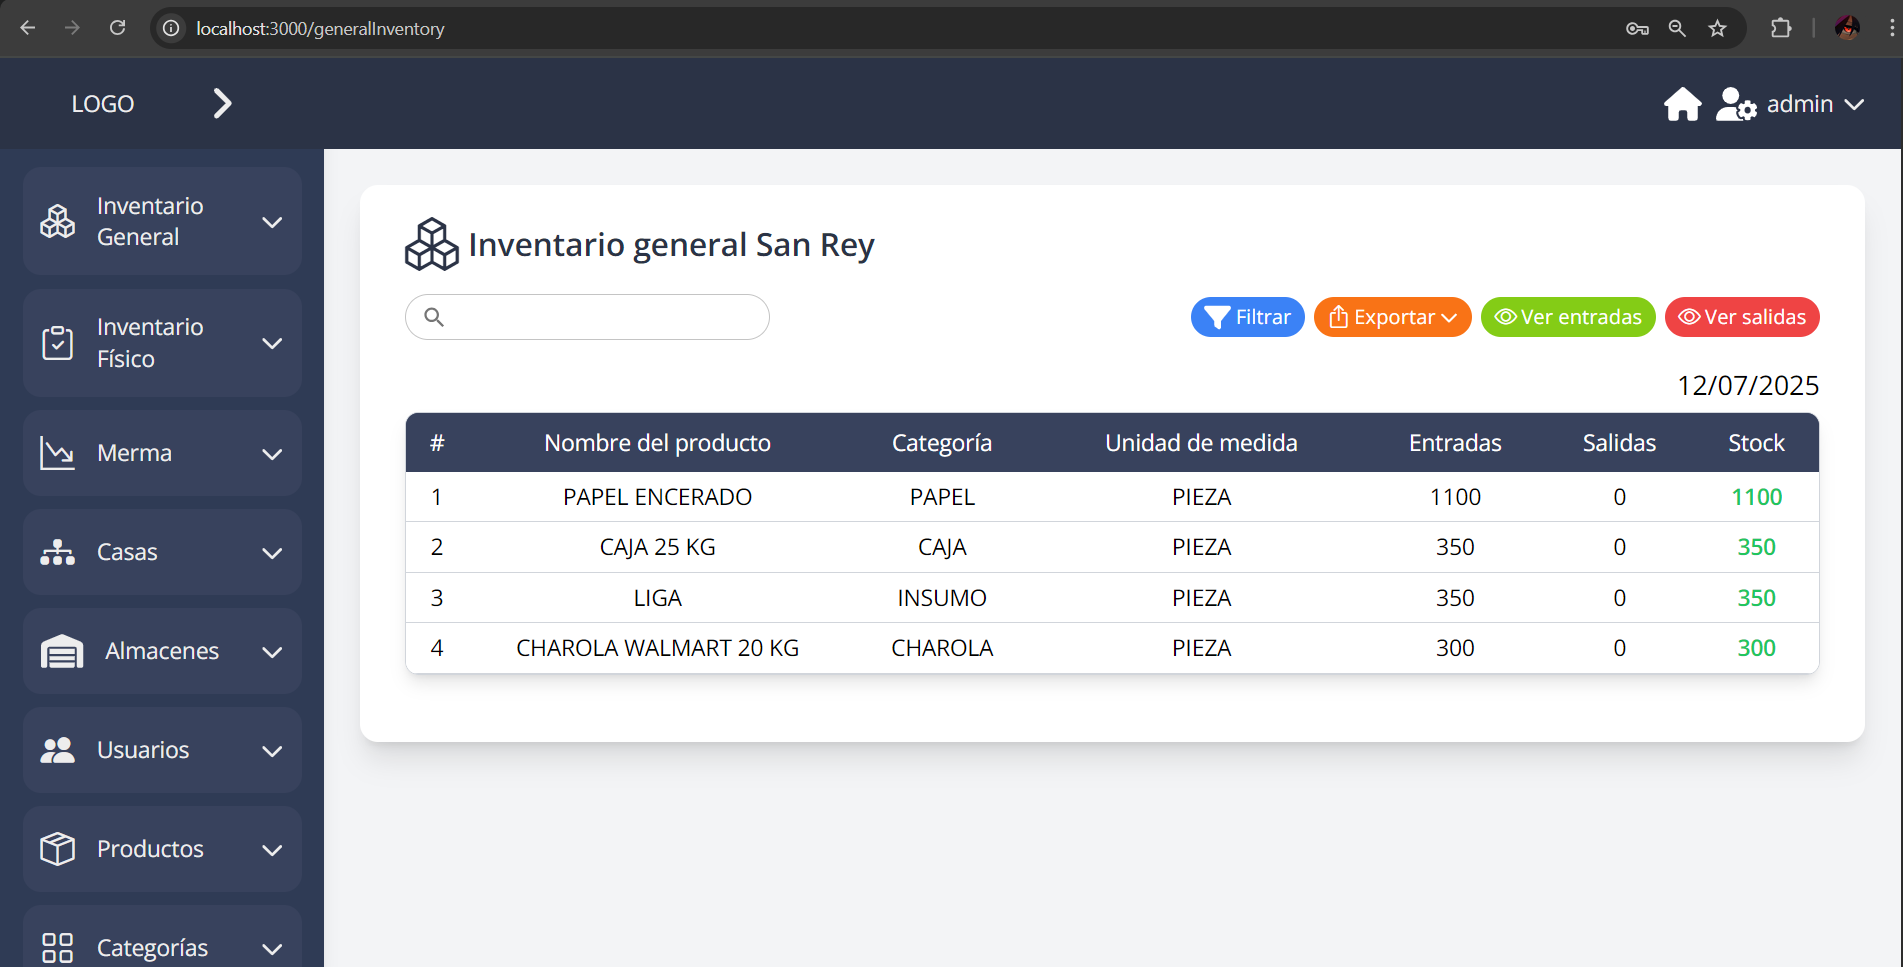 localhost:3000/generalInventory
LOGO
admin
Inventario
General
Inventario
Físico
Merma
Casas
Almacenes
Usuarios
Productos
Categorías
Inventario general San Rey
Filtrar
Exportar
Ver entradas
Ver salidas
12/07/2025
# Nombre del producto Categoría Unidad de medida Entradas Salidas Stock
1 PAPEL ENCERADO PAPEL PIEZA 1100 0 1100
2 CAJA 25 KG CAJA PIEZA 350 0 350
3 LIGA INSUMO PIEZA 350 0 350
4 CHAROLA WALMART 20 KG CHAROLA PIEZA 300 0 300